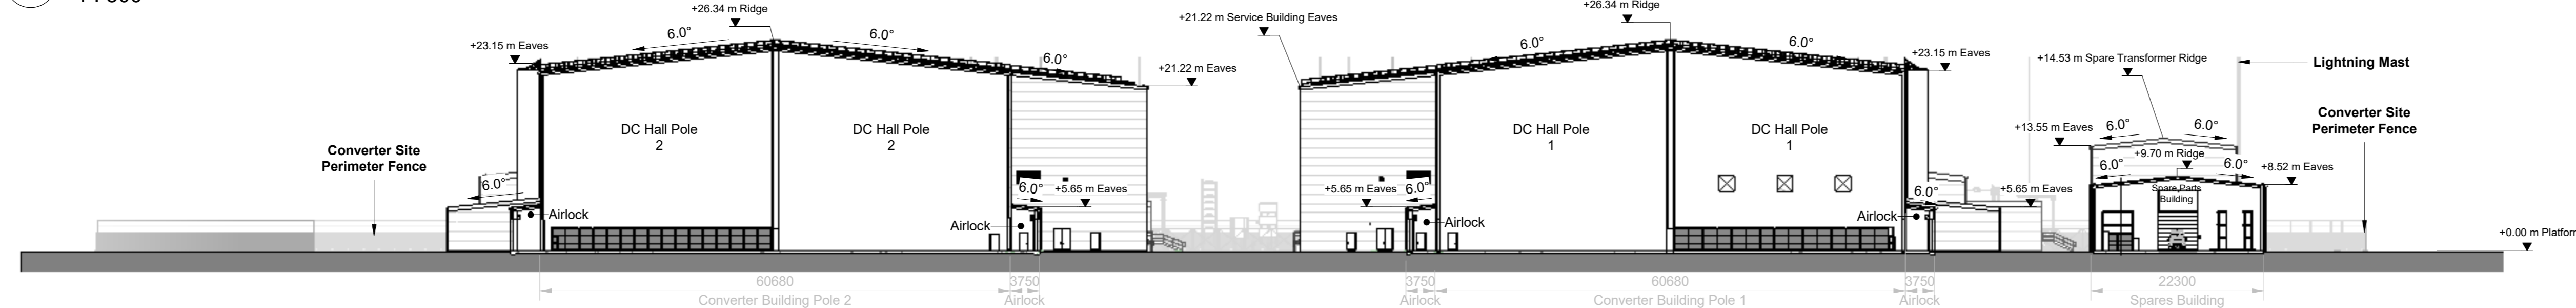 +26.34 m Ridge
+26.34 m Ridge
+21.22 m Service Building Eaves
+23.15 m Eaves
6.0°
6.0°
6.0°
+21.22 m Eaves
6.0°
6.0°
+23.15 m Eaves
+14.53 m Spare Transformer Ridge
Lightning Mast
DC Hall Pole
2
DC Hall Pole
2
DC Hall Pole
1
DC Hall Pole
1
Converter Site
Perimeter Fence
Converter Site
Perimeter Fence
+13.55 m Eaves
6.0°
6.0°
+9.70 m Ridge
6.0°
6.0°
+8.52 m Eaves
Spare Parts
Building
6.0°
Airlock
6.0°
+5.65 m Eaves
Airlock
+5.65 m Eaves
6.0°
Airlock
6.0°
+5.65 m Eaves
Airlock
+0.00 m Platfor
60680
3750
3750
60680
3750
22300
Converter Building Pole 2
Airlock
Airlock
Converter Building Pole 1
Airlock
Spares Building